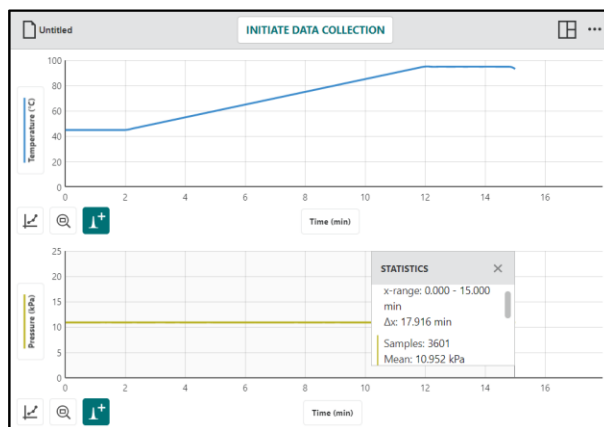 Untitled
INITIATE DATA COLLECTION
Temperature (°C)
100
80
60
40
20
0
0 2 4 6 8 10 12 14 16
Time (min)
Pressure (kPa)
25
20
15
10
5
0
STATISTICS
x-range: 0.000 - 15.000
min
Δx: 17.916 min
Samples: 3601
Mean: 10.952 kPa
0 2 4 6 8 10 12 14 16
Time (min)